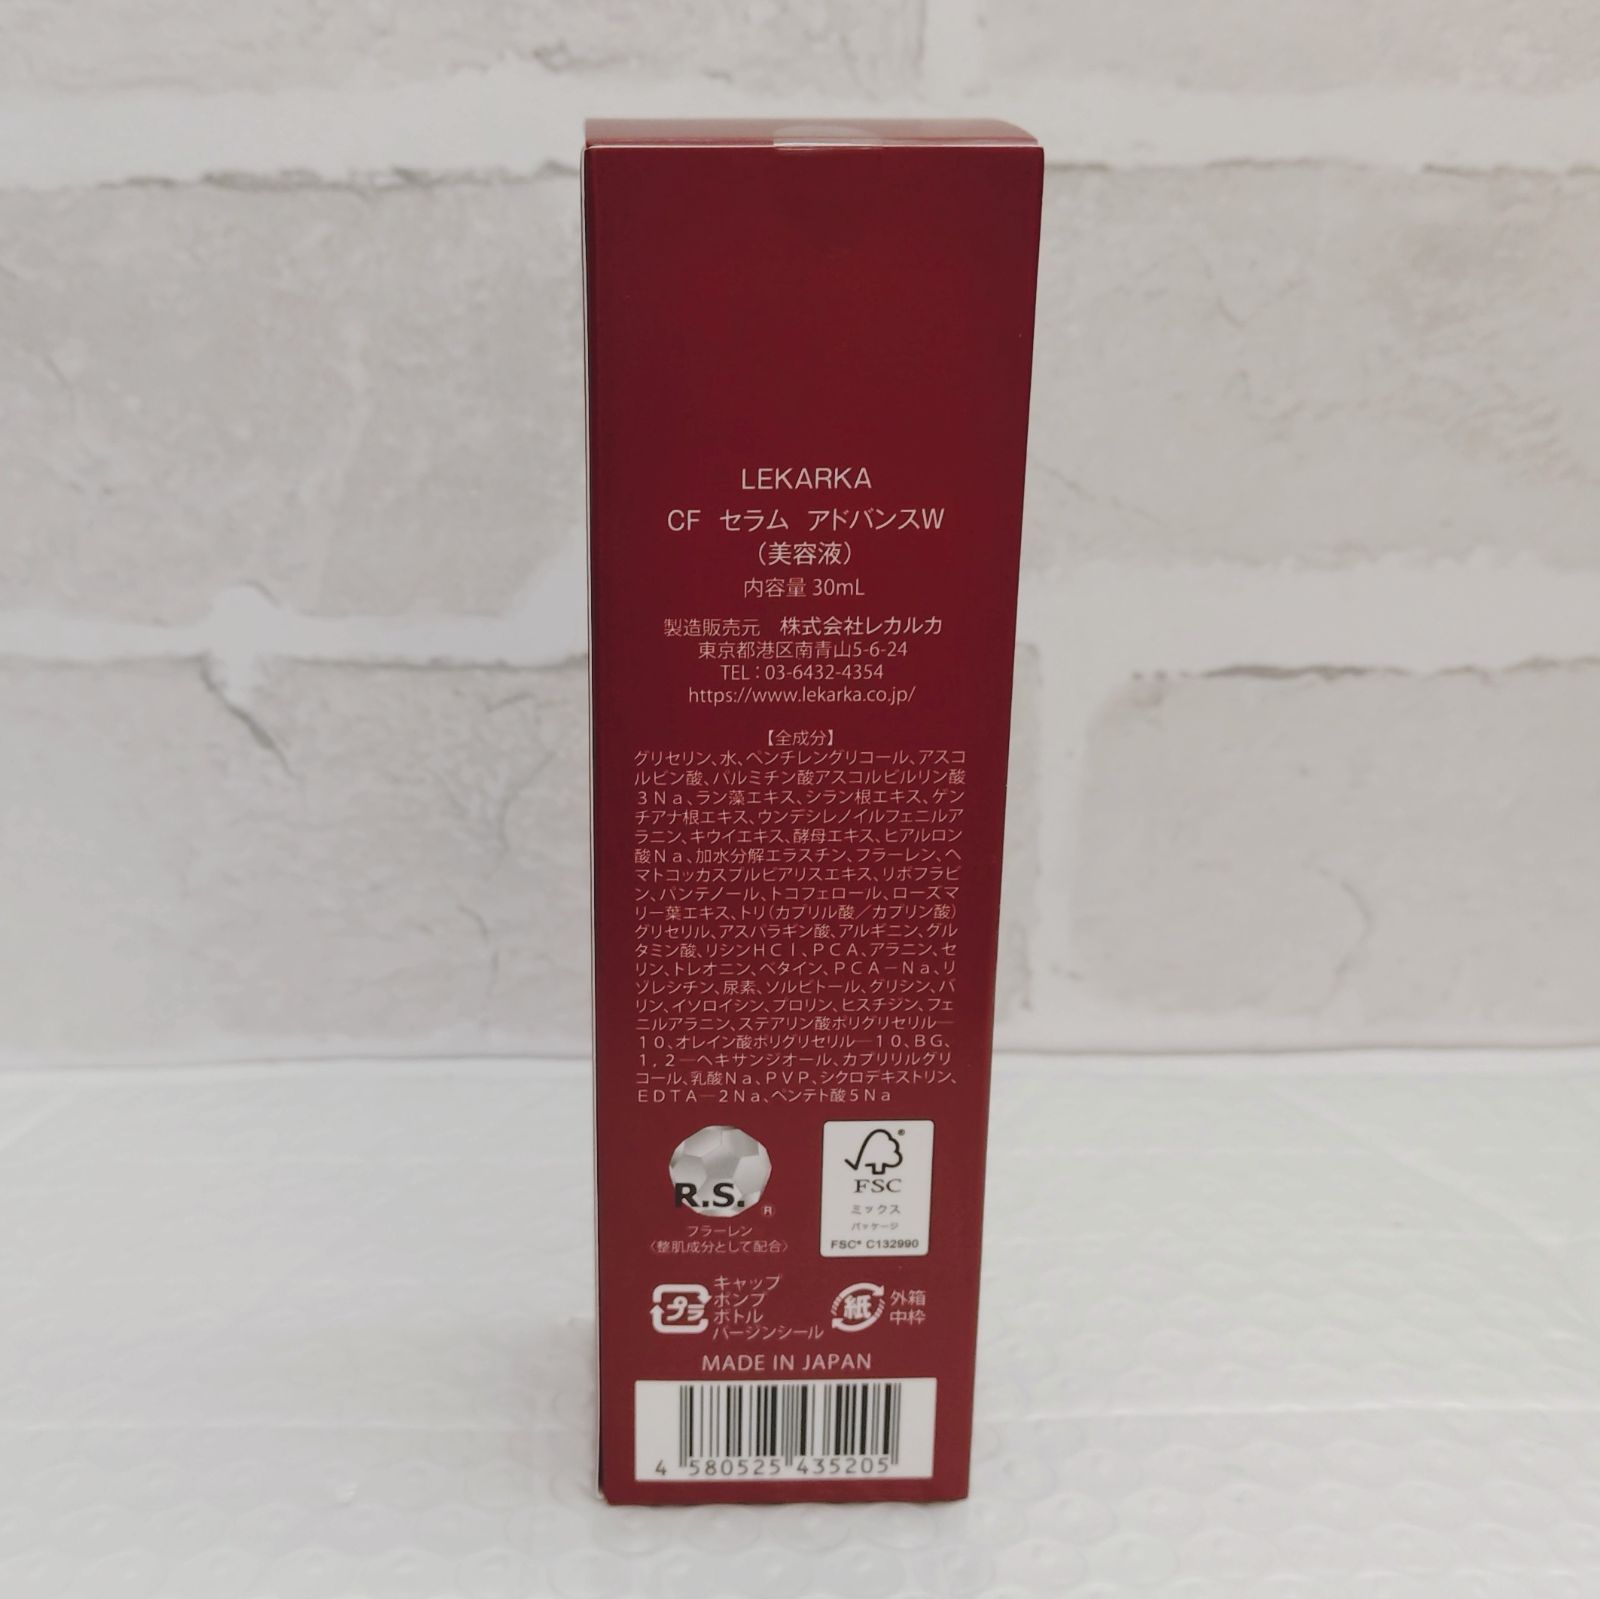 LEKARKA
CF セラム アドバンスW
(美容液)
内容量 30mL
製造販売元 株式会社レカルカ
東京都港区南青山5-6-24
TEL：03-6432-4354
https://www.lekarka.co.jp/
【全成分】
グリセリン、水、ペンチレングリコール、アスコ
ルビン酸、パルミチン酸アスコルビルリン酸
３Ｎａ、ラン藻エキス、シラン根エキス、ゲン
チアナ根エキス、ウンデシレノイルフェニルア
ラニン、キウイエキス、酵母エキス、ヒアルロン
酸Ｎａ、加水分解エラスチン、フラーレン、ヘ
マトコッカスプルビアリスエキス、リボフラビ
ン、パンテノール、トコフェロール、ローズマ
リー葉エキス、トリ（カプリル酸／カプリン酸）
グリセリル、アスパラギン酸、アルギニン、グル
タミン酸、リシンＨＣｌ、ＰＣＡ、アラニン、セ
リン、トレオニン、ベタイン、ＰＣＡ－Ｎａ、リ
ゾレシチン、尿素、ソルビトール、グリシン、バ
リン、イソロイシン、プロリン、ヒスチジン、フェ
ニルアラニン、ステアリン酸ポリグリセリル―
１０、オレイン酸ポリグリセリル―１０、ＢＧ、
１，２―ヘキサンジオール、カプリリルグリ
コール、乳酸Ｎａ、ＰＶＰ、シクロデキストリン、
ＥＤＴＡ―２Ｎａ、ペンテト酸５Ｎａ
R.S.®
フラーレン
〈整肌成分として配合〉
®
FSC
ミックス
パッケージ
FSC® C132990
プラ
キャップ
ポンプ
ボトル
バージンシール
紙
外箱
中枠
MADE IN JAPAN
4 580525 435205